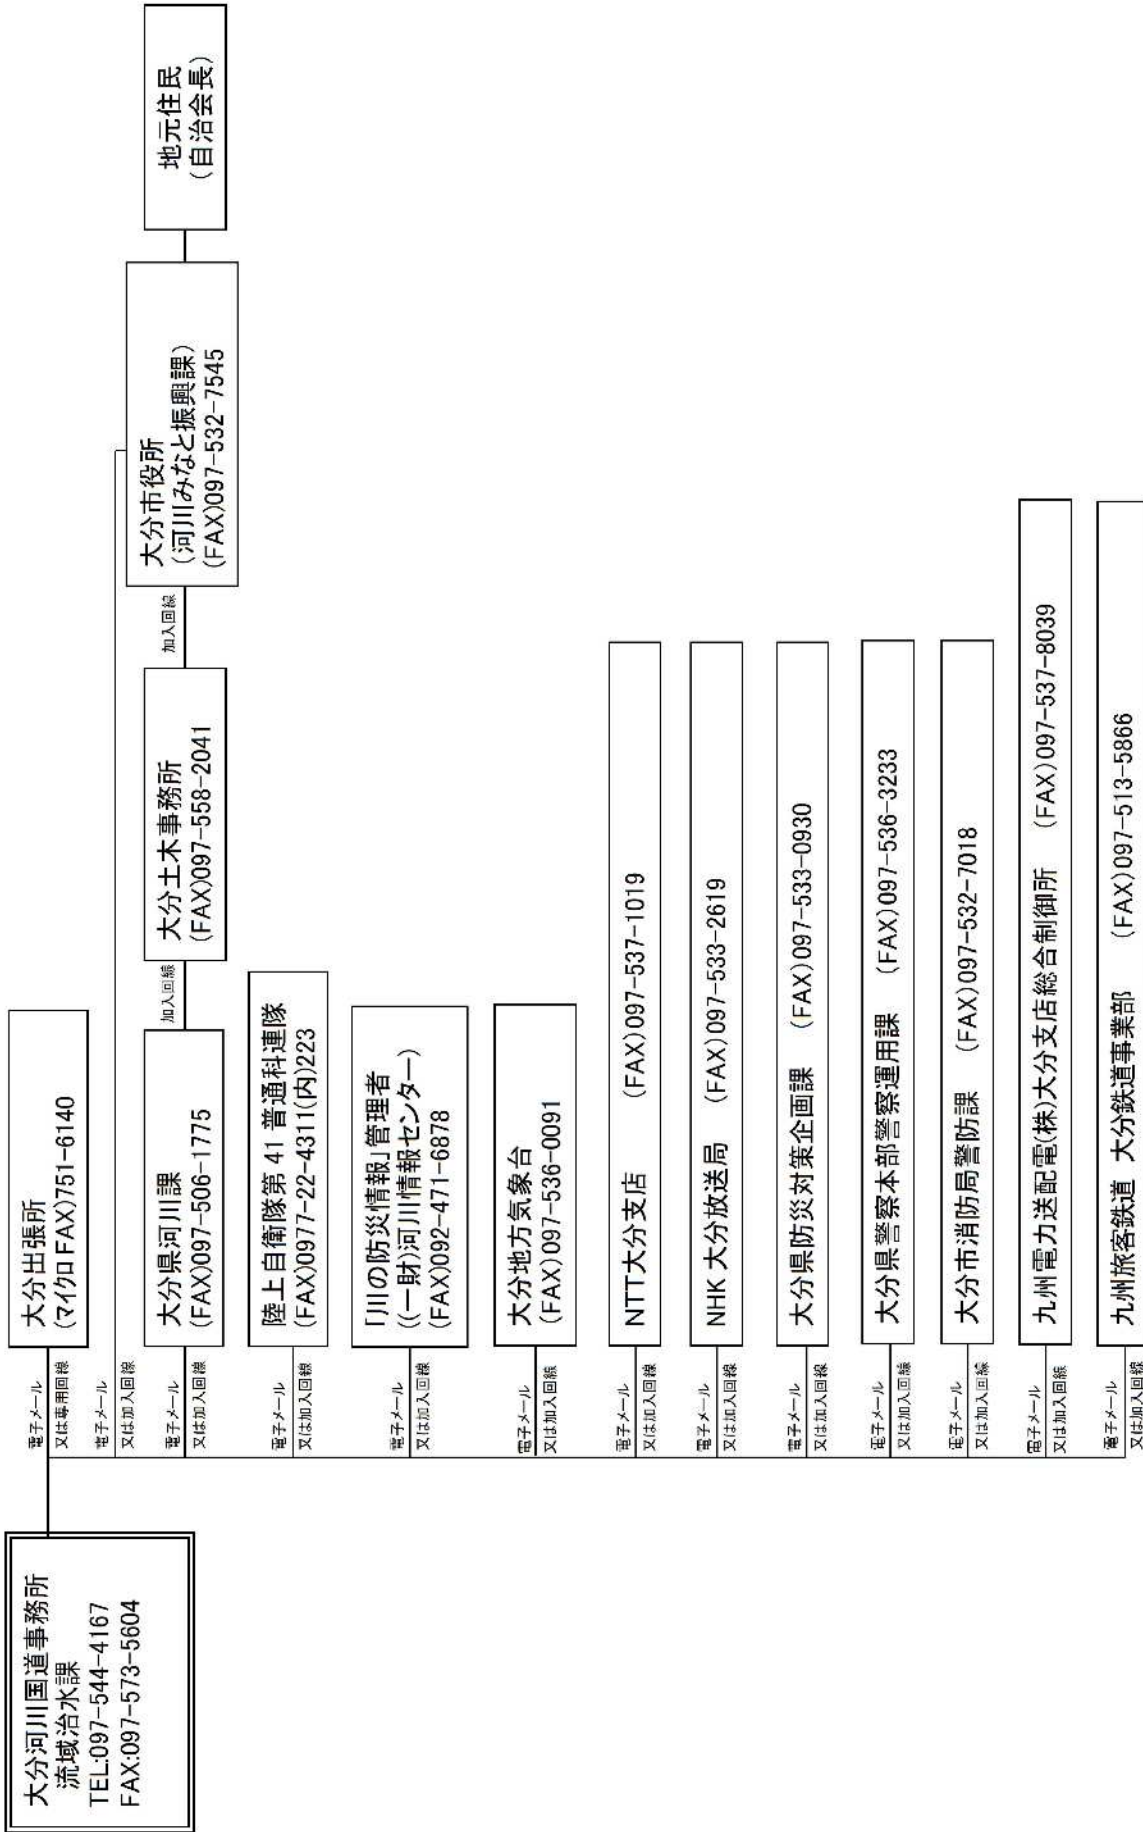 大分河川国道事務所
流域治水課
TEL:097-544-4167
FAX:097-573-5604
電子メール
又は専用回線
大分出張所
(マイクロFAX)751-6140
電子メール
又は加入回線
電子メール
又は加入回線
大分県河川課
(FAX)097-506-1775
加入回線
大分土木事務所
(FAX)097-558-2041
加入回線
大分市役所
(河川みなと振興課)
(FAX)097-532-7545
地元住民
(自治会長)
電子メール
又は加入回線
陸上自衛隊第41普通科連隊
(FAX)0977-22-4311(内)223
電子メール
又は加入回線
「川の防災情報」管理者
((一財)河川情報センター)
(FAX)092-471-6878
電子メール
又は加入回線
大分地方気象台
(FAX)097-536-0091
電子メール
又は加入回線
NTT大分支店 (FAX)097-537-1019
電子メール
又は加入回線
NHK 大分放送局 (FAX)097-533-2619
電子メール
又は加入回線
大分県防災対策企画課 (FAX)097-533-0930
電子メール
又は加入回線
大分県警察本部警察運用課 (FAX)097-536-3233
電子メール
又は加入回線
大分市消防局警防課 (FAX)097-532-7018
電子メール
又は加入回線
九州電力送配電(株)大分支店総合制御所 (FAX)097-537-8039
電子メール
又は加入回線
九州旅客鉄道 大分鉄道事業部 (FAX)097-513-5866